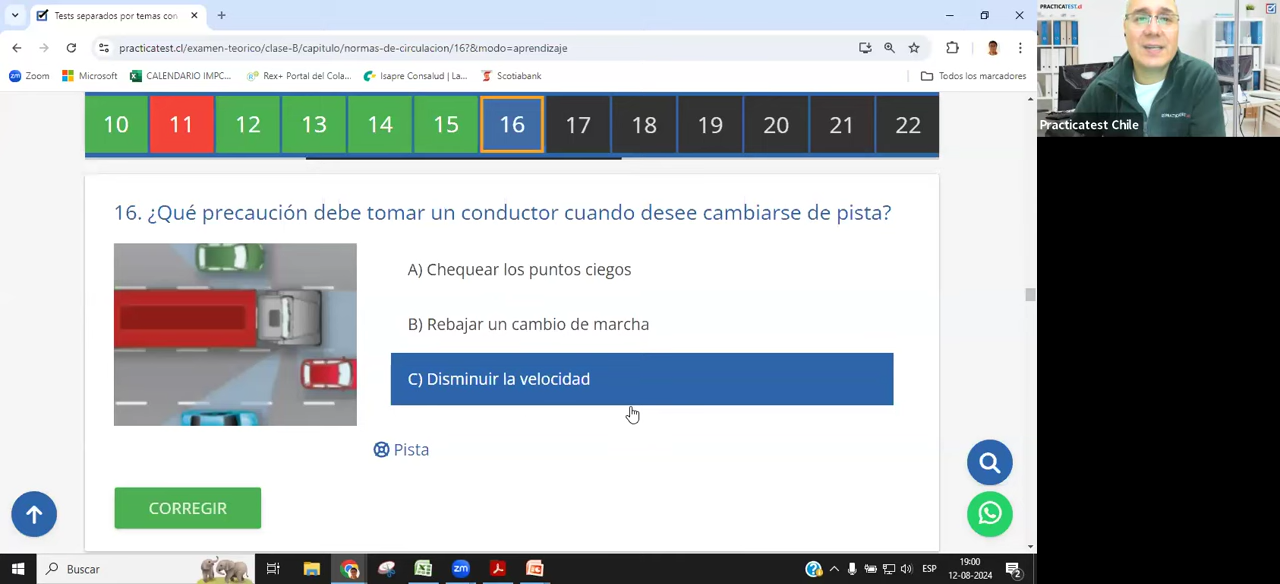 Tests separados por temas con
practicatest.cl/examen-teorico/clase-B/capitulo/normas-de-circulacion/16?&modo=aprendizaje
Zoom
Microsoft
CALENDARIO IMPC...
Rex+ Portal del Cola...
Isapre Consalud | La...
Scotiabank
Todos los marcadores
10 11 12 13 14 15 16 17 18 19 20 21 22
16. ¿Qué precaución debe tomar un conductor cuando desee cambiarse de pista?
A) Chequear los puntos ciegos
B) Rebajar un cambio de marcha
C) Disminuir la velocidad
Pista
CORREGIR
PRACTICATEST.cl
Practicatest Chile
Buscar
ESP
19:00
12-08-2024
2